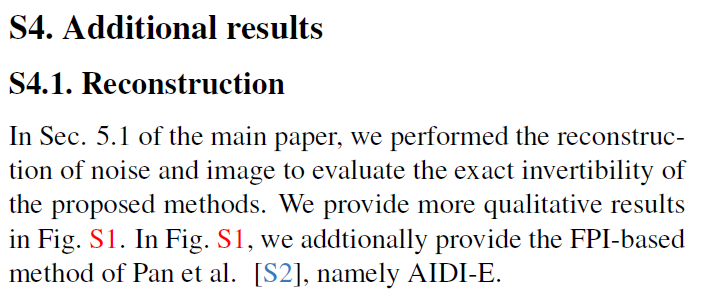 S4. Additional results
S4.1. Reconstruction
In Sec. 5.1 of the main paper, we performed the reconstruc-
tion of noise and image to evaluate the exact invertibility of
the proposed methods. We provide more qualitative results
in Fig. S1. In Fig. S1, we addtionally provide the FPI-based
method of Pan et al. [S2], namely AIDI-E.